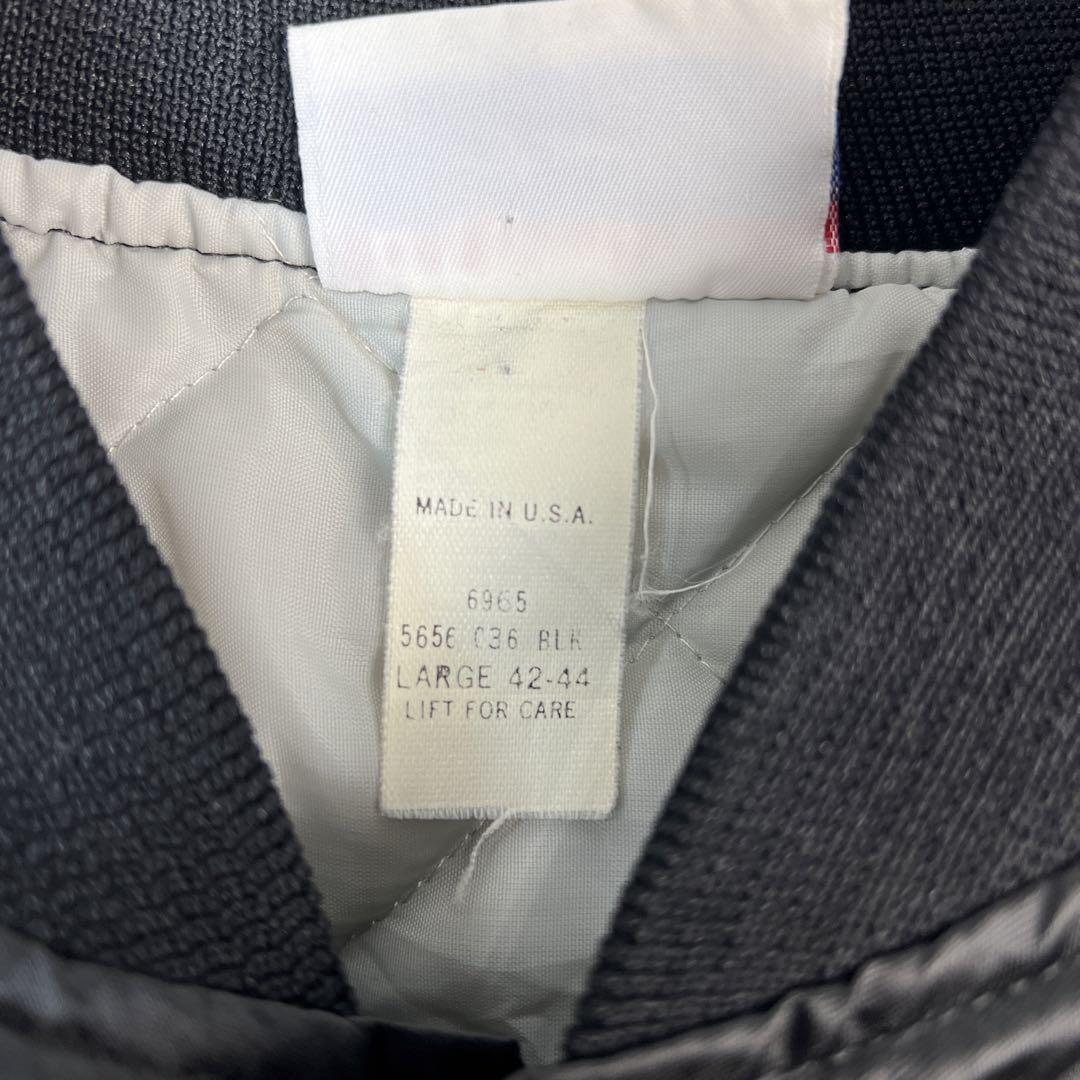 MADE IN U.S.A.
6965
5656 036 BLK
LARGE 42-44
LIFT FOR CARE